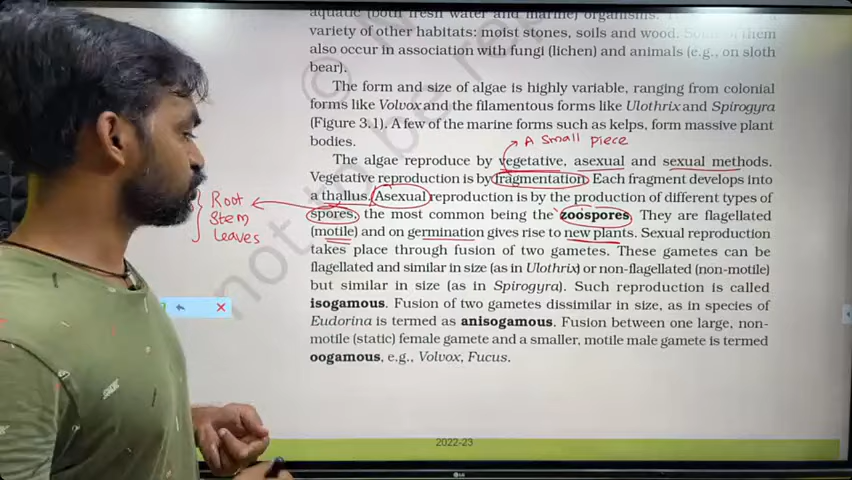 aquatic (both fresh water and marine) organisms.
variety of other habitats: moist stones, soils and wood. Some of them
also occur in association with fungi (lichen) and animals (e.g., on sloth
bear).
The form and size of algae is highly variable, ranging from colonial
forms like Volvox and the filamentous forms like Ulothrix and Spirogyra
(Figure 3.1). A few of the marine forms such as kelps, form massive plant
bodies.
A small piece
The algae reproduce by vegetative, asexual and sexual methods.
Vegetative reproduction is by fragmentation. Each fragment develops into
a thallus. Asexual reproduction is by the production of different types of
spores, the most common being the zoospores. They are flagellated
(motile) and on germination gives rise to new plants. Sexual reproduction
takes place through fusion of two gametes. These gametes can be
flagellated and similar in size (as in Ulothrix) or non-flagellated (non-motile)
but similar in size (as in Spirogyra). Such reproduction is called
isogamous. Fusion of two gametes dissimilar in size, as in species of
Eudorina is termed as anisogamous. Fusion between one large, non-
motile (static) female gamete and a smaller, motile male gamete is termed
oogamous, e.g., Volvox, Fucus.
Root
Stem
Leaves
not to be re
2022-23
LG